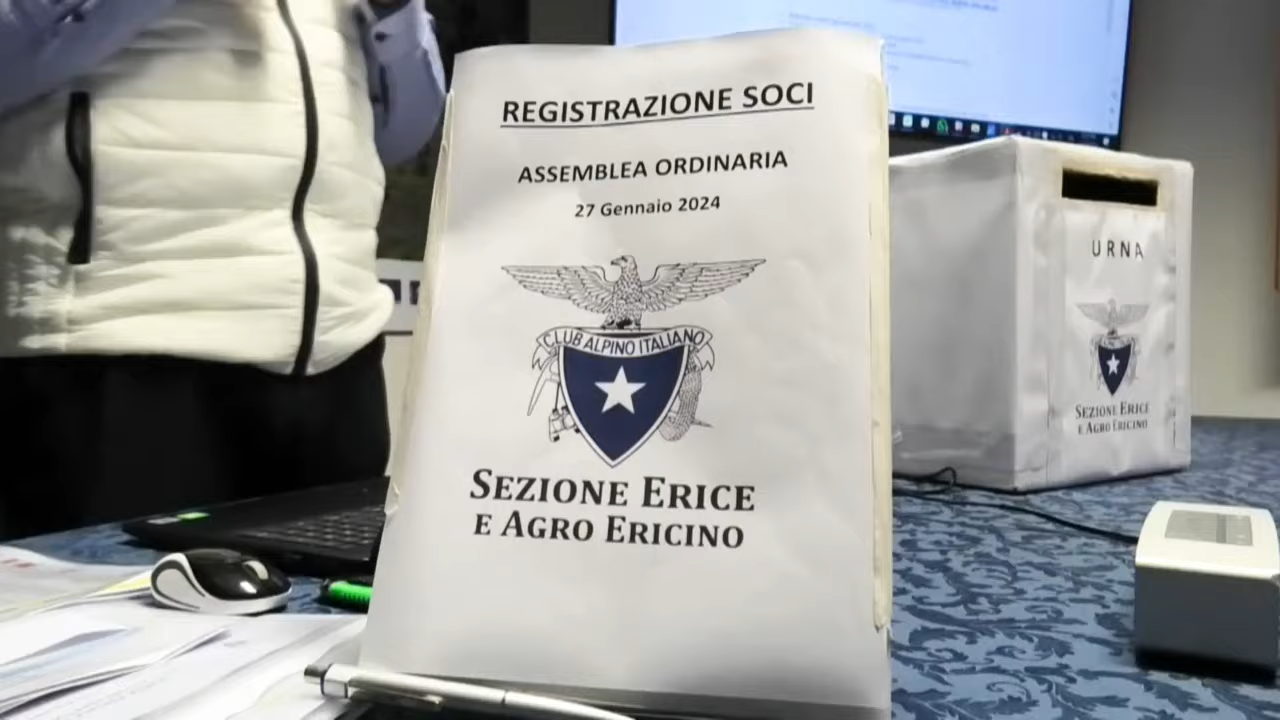 REGISTRAZIONE SOCI
ASSEMBLEA ORDINARIA
27 Gennaio 2024
CLUB ALPINO ITALIANO
SEZIONE ERICE
E AGRO ERICINO
URNA
SEZIONE ERICE
E AGRO ERICINO